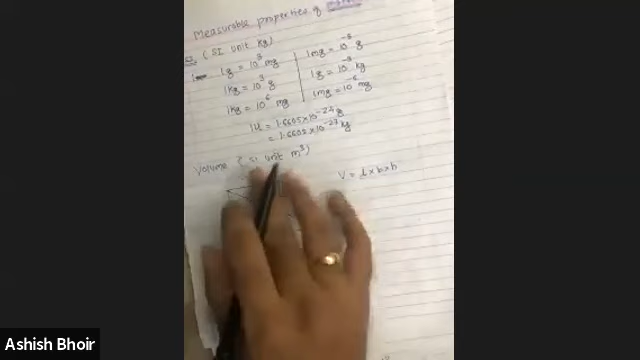 Measurable properties of matter
(SI unit kg)
1g = 10³ mg
1mg = 10⁻³ g
1kg = 10³ g
1g = 10⁻³ kg
1kg = 10⁶ mg
1mg = 10⁻⁶ kg
1u = 1.6605×10⁻²⁴ g
= 1.6605×10⁻²⁷ kg
Volume (SI unit m³)
V = l×b×h
Ashish Bhoir